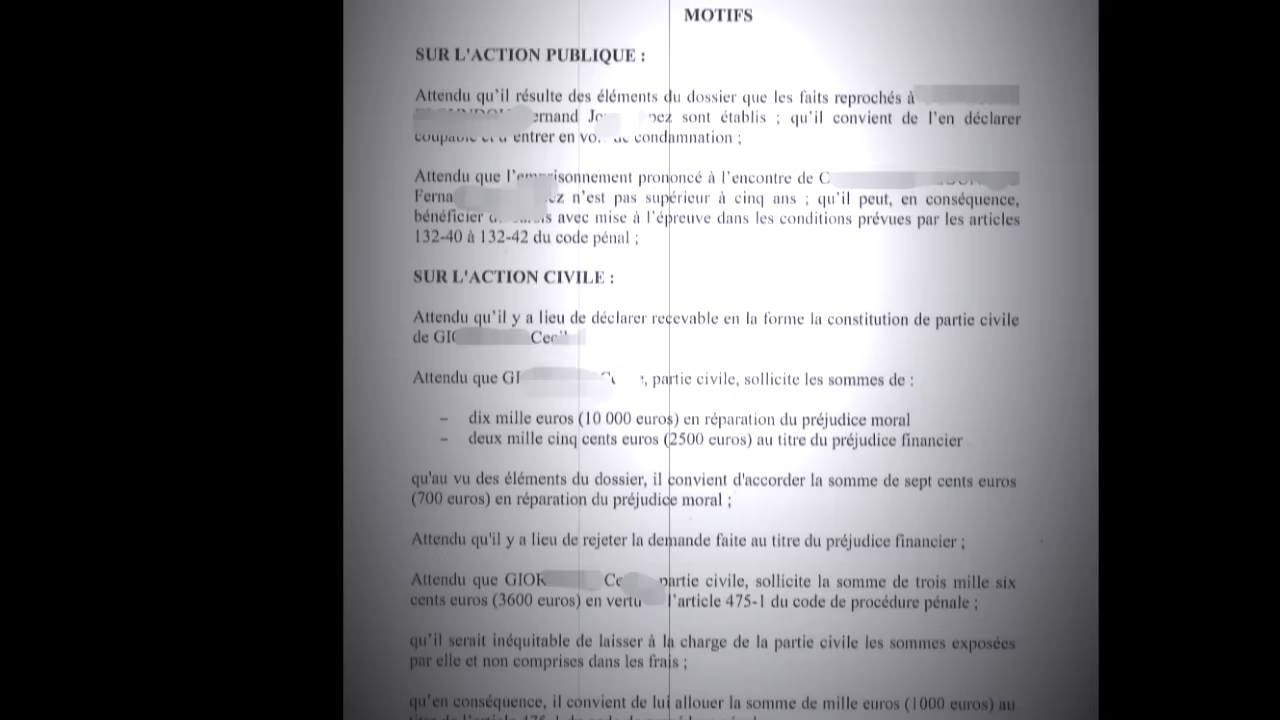 MOTIFS
SUR L'ACTION PUBLIQUE :
Attendu qu'il résulte des éléments du dossier que les faits reprochés à
sont établis ; qu'il convient de l'en déclarer
entrer en condamnation ;
Attendu que prononcé à l'encontre de
n'est pas supérieur à cinq ans ; qu'il peut, en conséquence,
bénéficier avec mise à l'épreuve dans les conditions prévues par les articles
132-40 à 132-42 du code pénal ;
SUR L'ACTION CIVILE :
Attendu qu'il y a lieu de déclarer recevable en la forme la constitution de partie civile
de
Attendu que , partie civile, sollicite les sommes de :
– dix mille euros (10 000 euros) en réparation du préjudice moral
– deux mille cinq cents euros (2500 euros) au titre du préjudice financier
qu'au vu des éléments du dossier, il convient d'accorder la somme de sept cents euros
(700 euros) en réparation du préjudice moral ;
Attendu qu'il y a lieu de rejeter la demande faite au titre du préjudice financier ;
Attendu que partie civile, sollicite la somme de trois mille six
cents euros (3600 euros) en vertu l'article 475-1 du code de procédure pénale ;
qu'il serait inéquitable de laisser à la charge de la partie civile les sommes exposées
par elle et non comprises dans les frais ;
qu'en conséquence, il convient de lui allouer la somme de mille euros (1000 euros) au